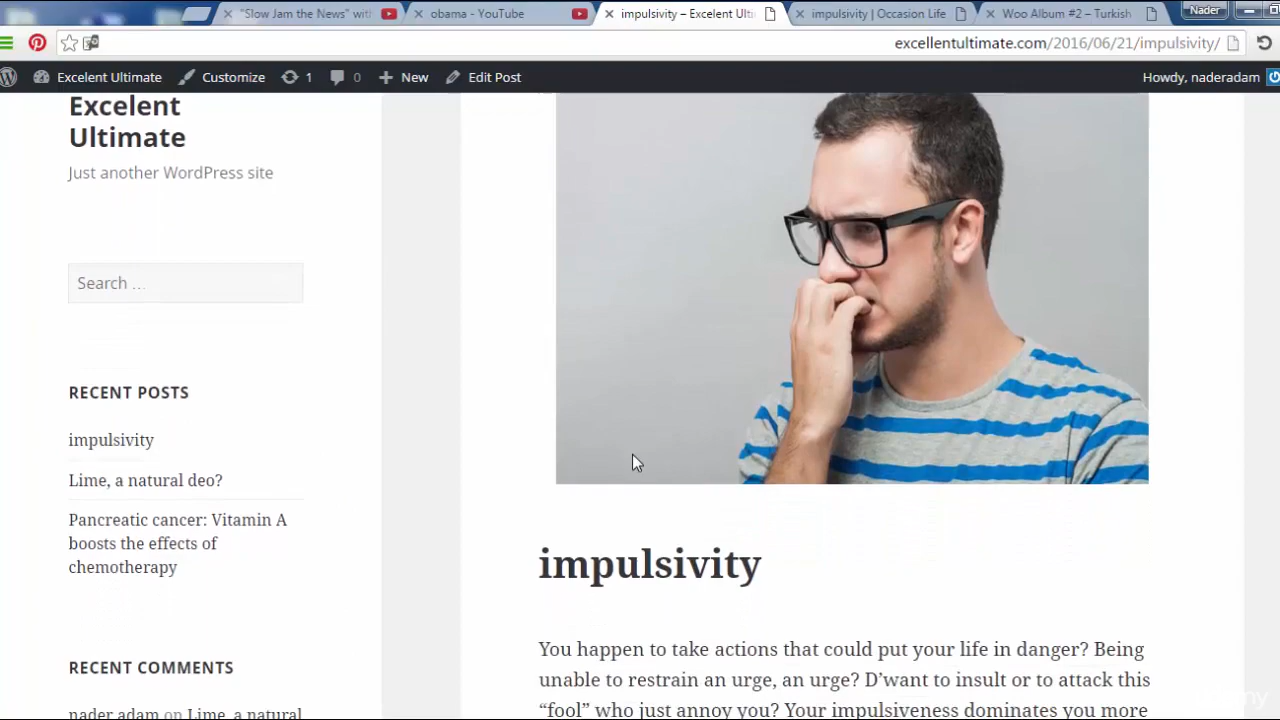 "Slow Jam the News" with
obama - YouTube
impulsivity – Excelent Ulti
impulsivity | Occasion Life
Woo Album #2 – Turkish
Nader
excellentultimate.com/2016/06/21/impulsivity/
Excelent Ultimate
Customize
1
0
New
Edit Post
Howdy, naderadam
Excelent
Ultimate
Just another WordPress site
Search …
RECENT POSTS
impulsivity
Lime, a natural deo?
Pancreatic cancer: Vitamin A
boosts the effects of
chemotherapy
RECENT COMMENTS
nader adam on Lime, a natural
impulsivity
You happen to take actions that could put your life in danger? Being
unable to restrain an urge, an urge? D’want to insult or to attack this
“fool” who just annoy you? Your impulsiveness dominates you more